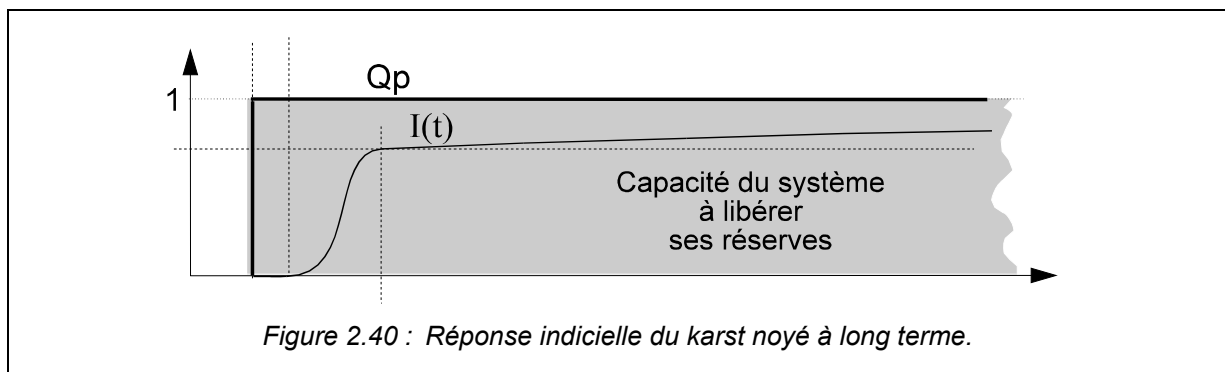 Qp
1
I(t)
Capacité du système
à libérer
ses réserves
Figure 2.40 : Réponse indicielle du karst noyé à long terme.